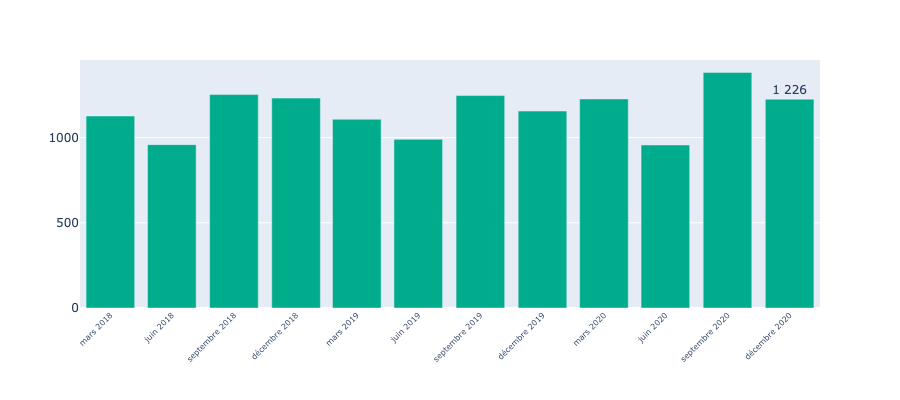 1 226
1000
500
0
mars 2018
juin 2018
septembre 2018
décembre 2018
mars 2019
juin 2019
septembre 2019
décembre 2019
mars 2020
juin 2020
septembre 2020
décembre 2020